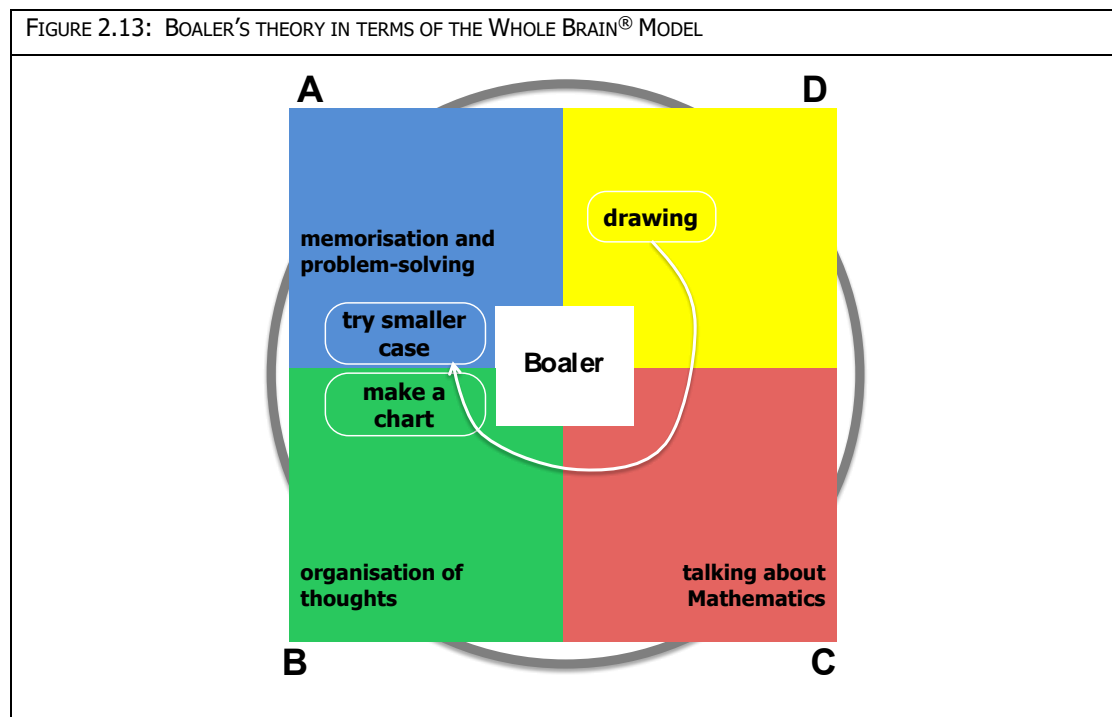 FIGURE 2.13: BOALER'S THEORY IN TERMS OF THE WHOLE BRAIN® MODEL
A
D
memorisation and
problem-solving
drawing
try smaller
case
Boaler
make a
chart
organisation of
thoughts
talking about
Mathematics
B
C